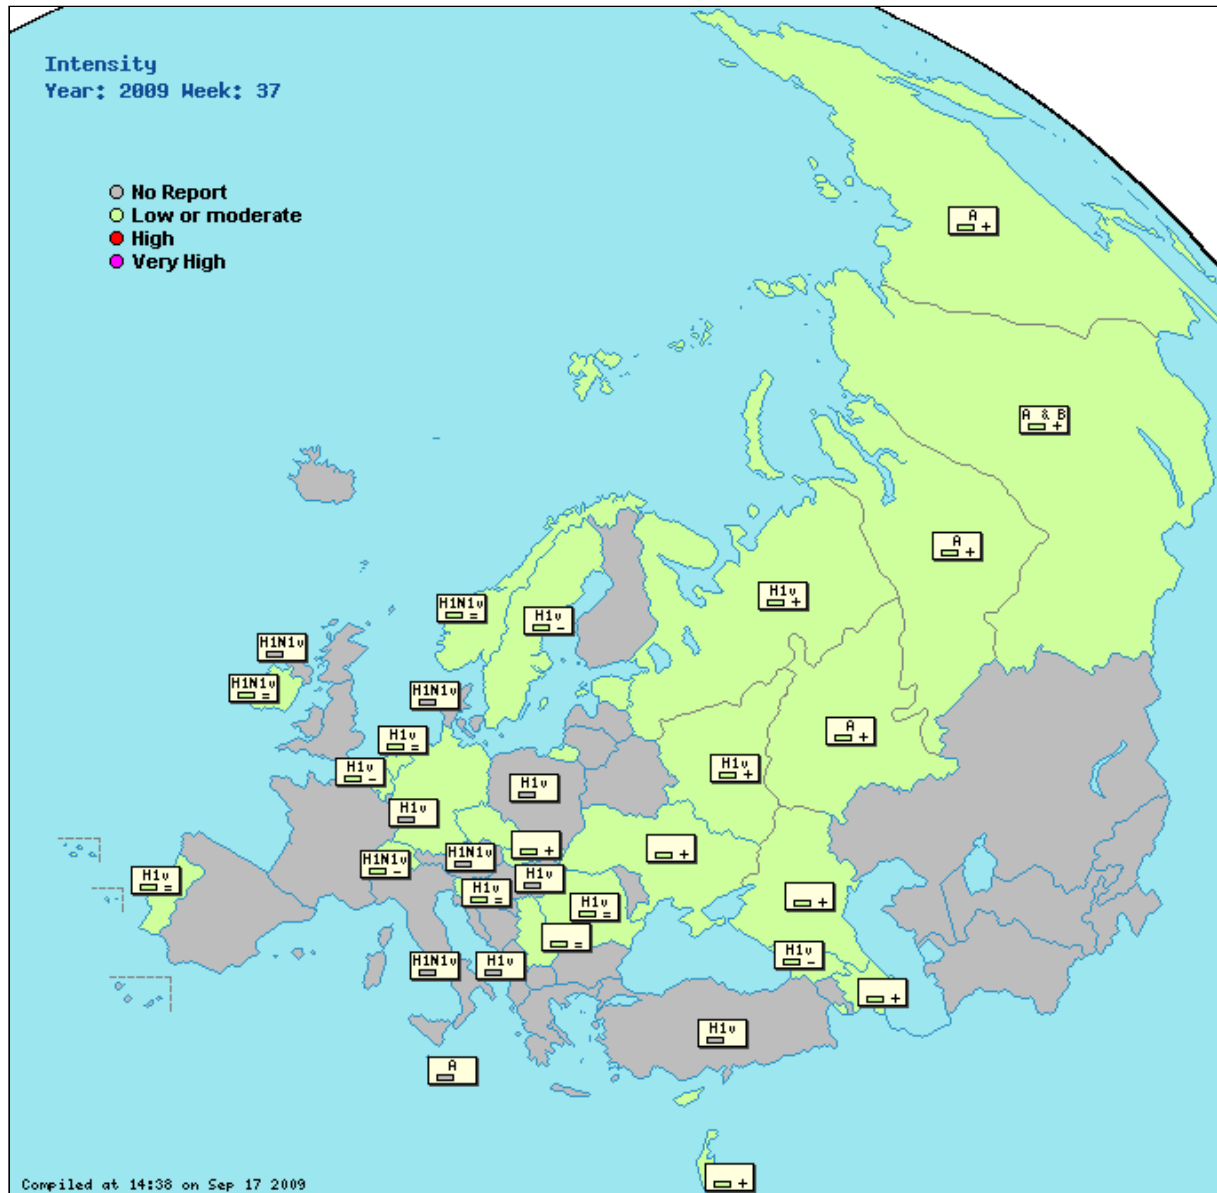 Intensity
Year: 2009 Week: 37
No Report
Low or moderate
High
Very High
A
+
A & B
+
A
+
H1v
+
H1N1v
=
H1v
-
H1N1v
H1N1v
=
H1N1v
H1v
=
A
+
H1v
-
H1v
+
H1v
H1v
+
+
H1N1v
H1N1v
-
H1v
H1v
=
H1v
=
+
H1v
=
=
H1v
-
H1N1v
H1v
+
H1v
A
+
Compiled at 14:38 on Sep 17 2009